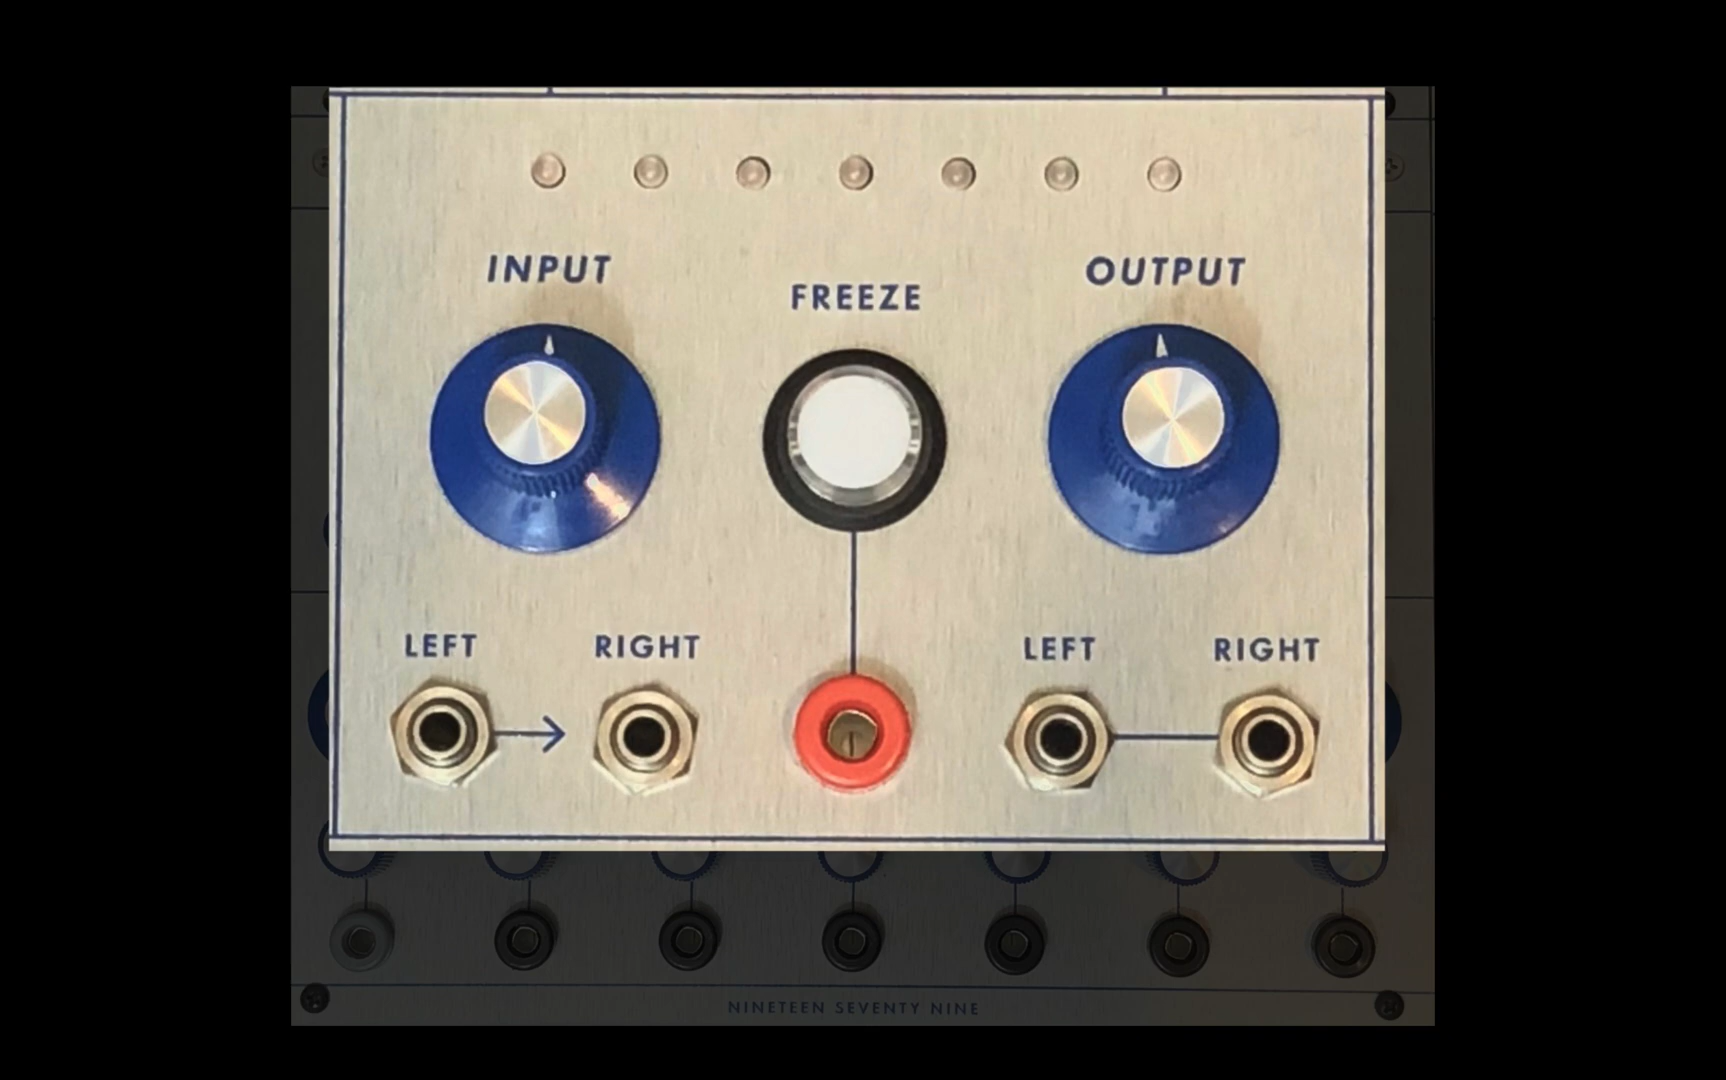 INPUT
FREEZE
OUTPUT
LEFT
RIGHT
LEFT
RIGHT
NINETEEN SEVENTY NINE